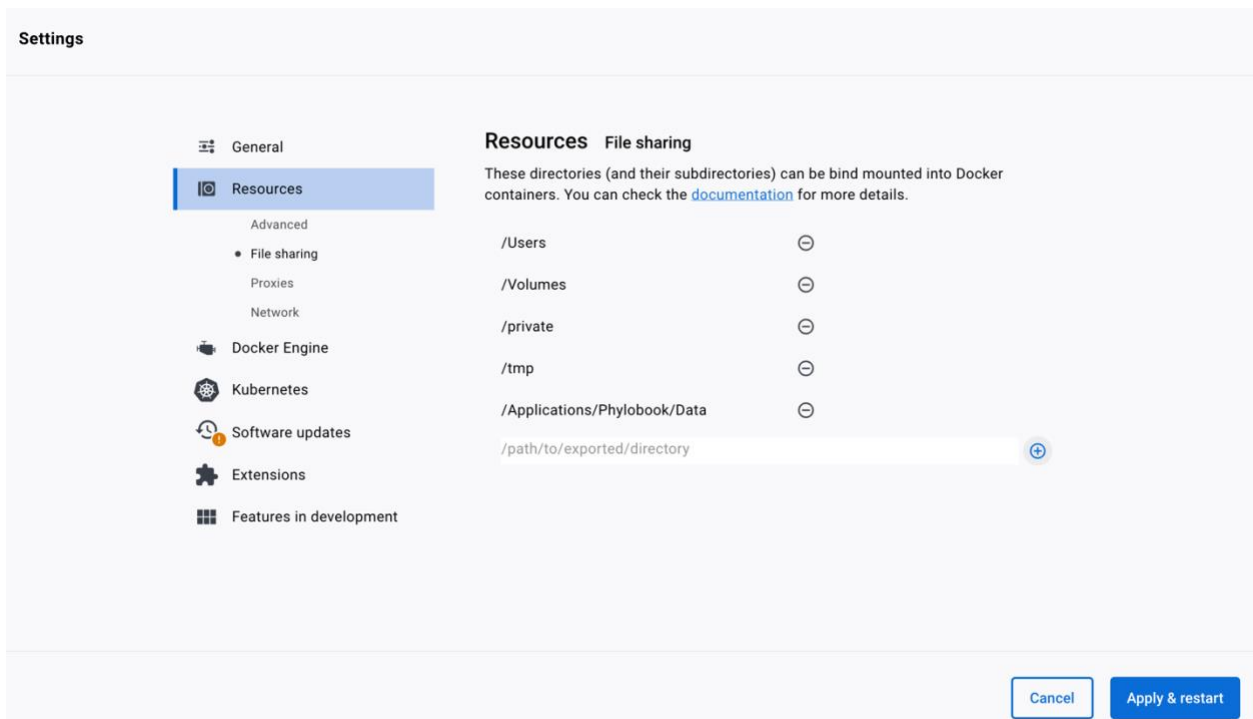 Settings
General
Resources
Advanced
File sharing
Proxies
Network
Docker Engine
Kubernetes
Software updates
Extensions
Features in development
Resources File sharing
These directories (and their subdirectories) can be bind mounted into Docker
containers. You can check the documentation for more details.
/Users
/Volumes
/private
/tmp
/Applications/Phylobook/Data
/path/to/exported/directory
Cancel
Apply & restart